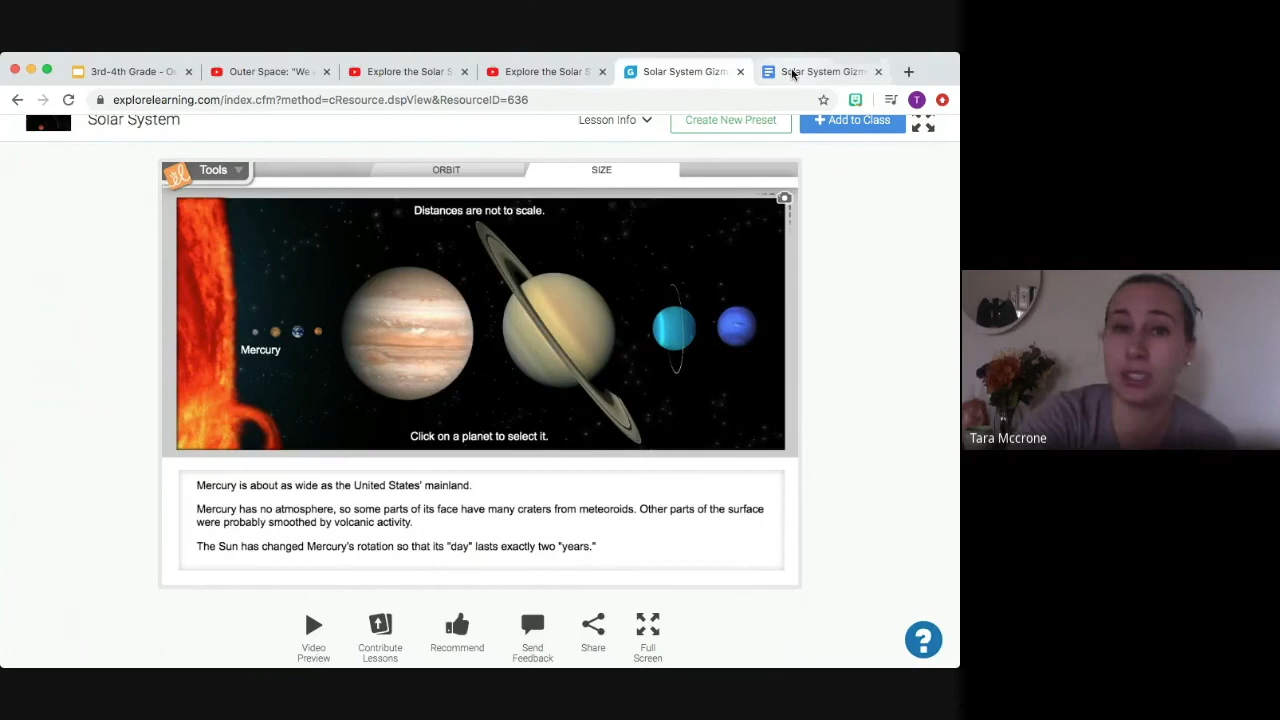 3rd-4th Grade - Ou
Outer Space: "We
Explore the Solar S
Explore the Solar S
Solar System Gizm
Solar System Gizm
explorelearning.com/index.cfm?method=cResource.dspView&ResourceID=636
T
Solar System
Lesson Info
Create New Preset
+ Add to Class
Tools
ORBIT
SIZE
Distances are not to scale.
Mercury
Click on a planet to select it.
Mercury is about as wide as the United States' mainland.
Mercury has no atmosphere, so some parts of its face have many craters from meteoroids. Other parts of the surface
were probably smoothed by volcanic activity.
The Sun has changed Mercury's rotation so that its "day" lasts exactly two "years."
Video
Preview
Contribute
Lessons
Recommend
Send
Feedback
Share
Full
Screen
?
Tara Mccrone